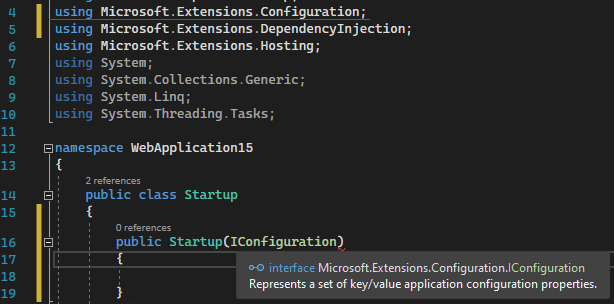 4 using Microsoft.Extensions.Configuration;
5 using Microsoft.Extensions.DependencyInjection;
6 using Microsoft.Extensions.Hosting;
7 using System;
8 using System.Collections.Generic;
9 using System.Linq;
10 using System.Threading.Tasks;
11
12 namespace WebApplication15
13 {
2 references
14 public class Startup
15 {
0 references
16 public Startup(IConfiguration)
17 {
interface Microsoft.Extensions.Configuration.IConfiguration
Represents a set of key/value application configuration properties.
18
19 }